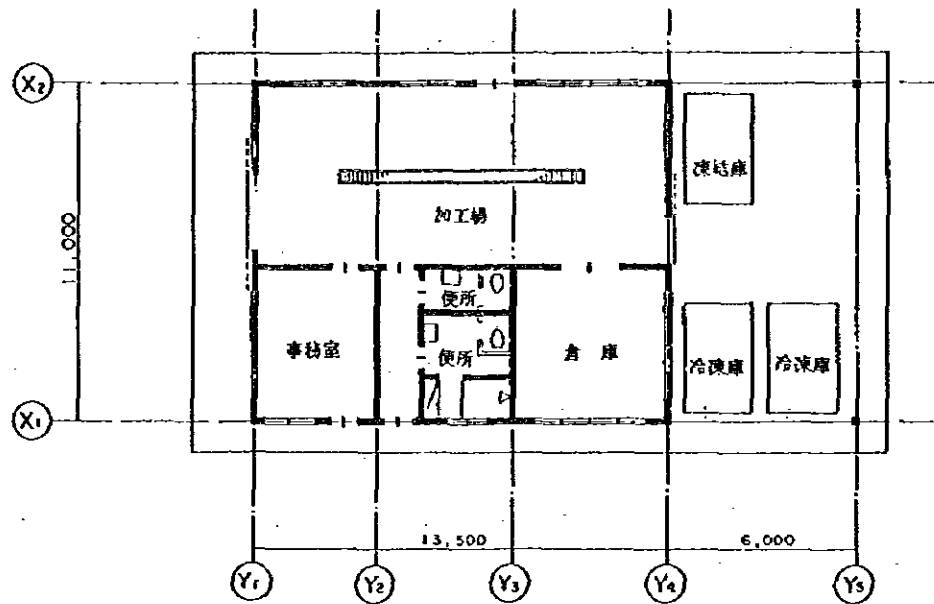 X2
凍結庫
加工場
11,000
便所
事務室
便所
倉 庫
冷凍庫
冷凍庫
X1
13,500
6,000
Y1
Y2
Y3
Y4
Y5